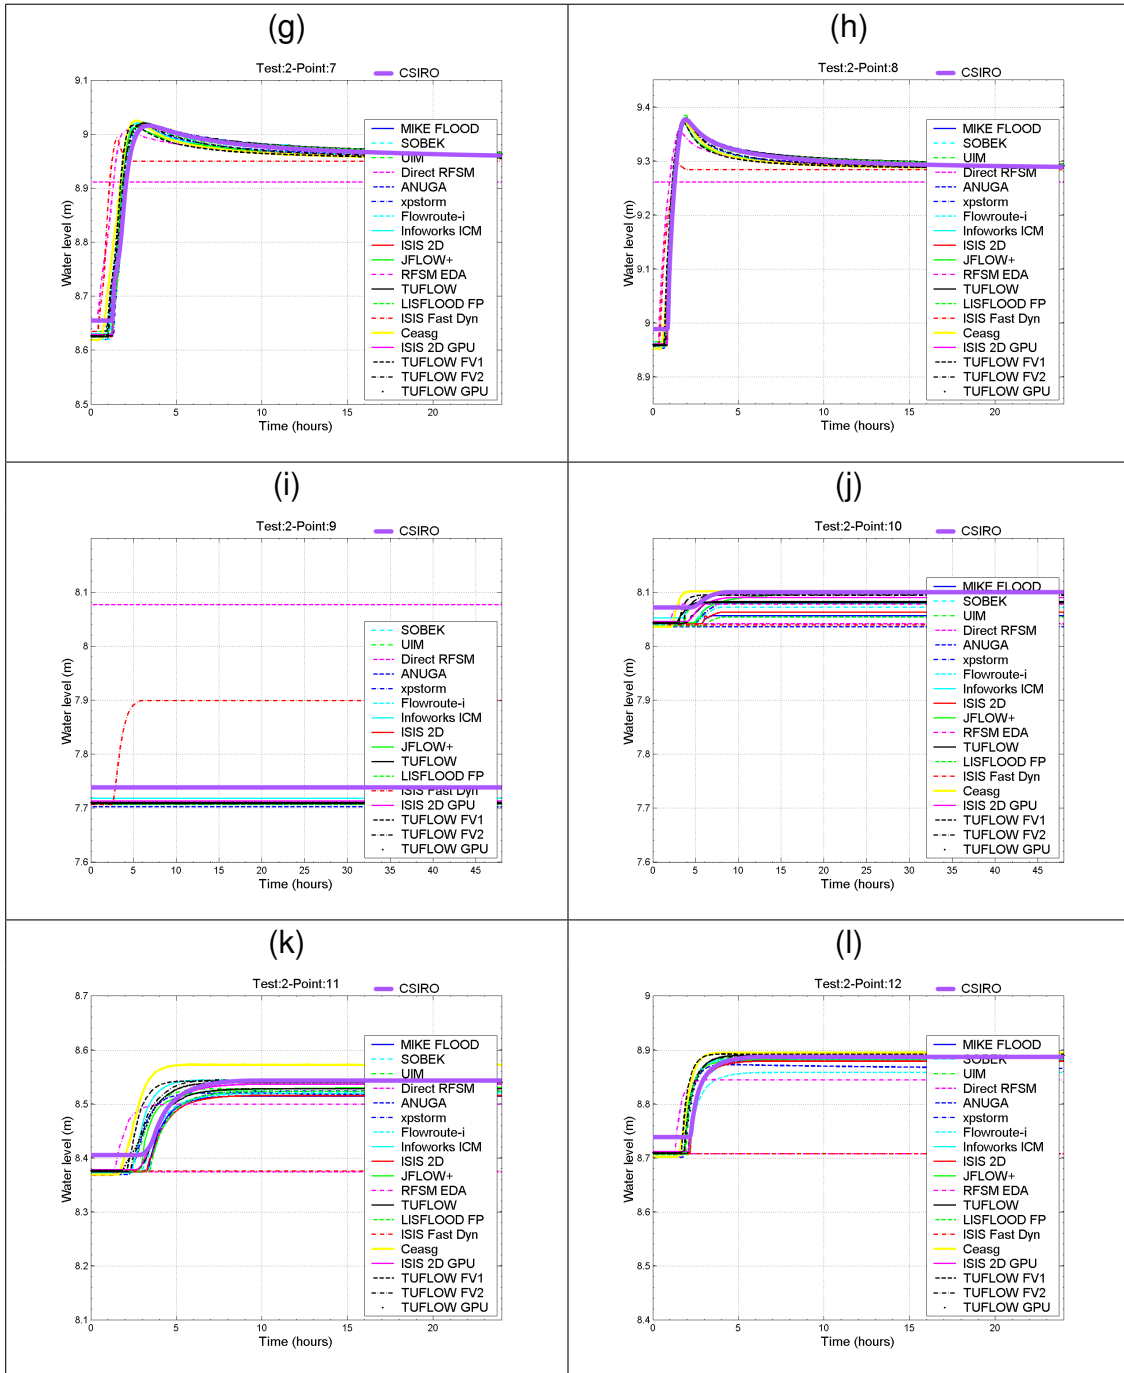 (g)
Test:2-Point:7
CSIRO
9.1
9
8.9
8.8
8.7
8.6
8.5
Water level (m)
0 5 10 15 20
Time (hours)
MIKE FLOOD
SOBEK
UIM
Direct RFSM
ANUGA
xpstorm
Flowroute-i
Infoworks ICM
ISIS 2D
JFLOW+
RFSM EDA
TUFLOW
LISFLOOD FP
ISIS Fast Dyn
Ceasg
ISIS 2D GPU
TUFLOW FV1
TUFLOW FV2
TUFLOW GPU
(h)
Test:2-Point:8
CSIRO
9.4
9.3
9.2
9.1
9
8.9
Water level (m)
0 5 10 15 20
Time (hours)
MIKE FLOOD
SOBEK
UIM
Direct RFSM
ANUGA
xpstorm
Flowroute-i
Infoworks ICM
ISIS 2D
JFLOW+
RFSM EDA
TUFLOW
LISFLOOD FP
ISIS Fast Dyn
Ceasg
ISIS 2D GPU
TUFLOW FV1
TUFLOW FV2
TUFLOW GPU
(i)
Test:2-Point:9
CSIRO
8.1
8
7.9
7.8
7.7
7.6
Water level (m)
0 5 10 15 20 25 30 35 40 45
Time (hours)
SOBEK
UIM
Direct RFSM
ANUGA
xpstorm
Flowroute-i
Infoworks ICM
ISIS 2D
JFLOW+
TUFLOW
LISFLOOD FP
ISIS Fast Dyn
ISIS 2D GPU
TUFLOW FV1
TUFLOW FV2
TUFLOW GPU
(j)
Test:2-Point:10
CSIRO
8.1
8
7.9
7.8
7.7
7.6
Water level (m)
0 5 10 15 20 25 30 35 40 45
Time (hours)
MIKE FLOOD
SOBEK
UIM
Direct RFSM
ANUGA
xpstorm
Flowroute-i
Infoworks ICM
ISIS 2D
JFLOW+
RFSM EDA
TUFLOW
LISFLOOD FP
ISIS Fast Dyn
Ceasg
ISIS 2D GPU
TUFLOW FV1
TUFLOW FV2
TUFLOW GPU
(k)
Test:2-Point:11
CSIRO
8.7
8.6
8.5
8.4
8.3
8.2
8.1
Water level (m)
0 5 10 15 20
Time (hours)
MIKE FLOOD
SOBEK
UIM
Direct RFSM
ANUGA
xpstorm
Flowroute-i
Infoworks ICM
ISIS 2D
JFLOW+
RFSM EDA
TUFLOW
LISFLOOD FP
ISIS Fast Dyn
Ceasg
ISIS 2D GPU
TUFLOW FV1
TUFLOW FV2
TUFLOW GPU
(l)
Test:2-Point:12
CSIRO
9
8.9
8.8
8.7
8.6
8.5
8.4
Water level (m)
0 5 10 15 20
Time (hours)
MIKE FLOOD
SOBEK
UIM
Direct RFSM
ANUGA
xpstorm
Flowroute-i
Infoworks ICM
ISIS 2D
JFLOW+
RFSM EDA
TUFLOW
LISFLOOD FP
ISIS Fast Dyn
Ceasg
ISIS 2D GPU
TUFLOW FV1
TUFLOW FV2
TUFLOW GPU